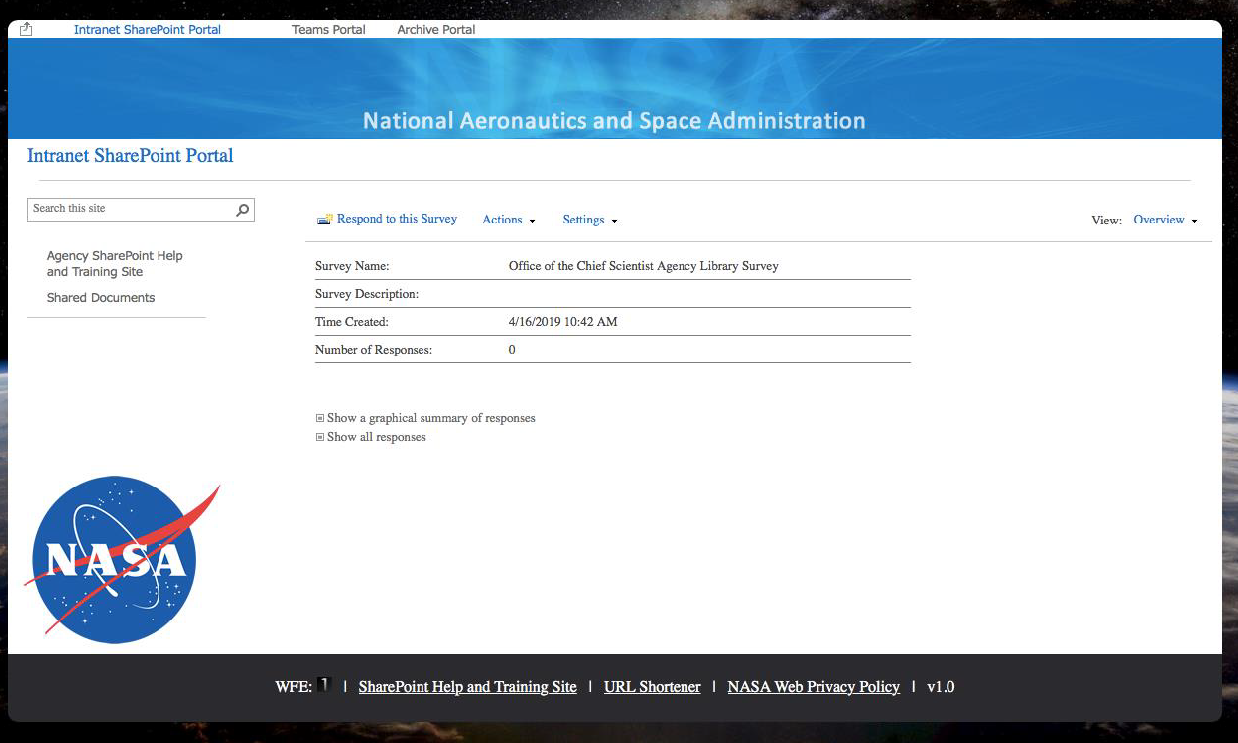 Intranet SharePoint Portal Teams Portal Archive Portal
NASA
National Aeronautics and Space Administration
Intranet SharePoint Portal
Search this site
Respond to this Survey Actions Settings View: Overview
Agency SharePoint Help
and Training Site
Shared Documents
Survey Name: Office of the Chief Scientist Agency Library Survey
Survey Description:
Time Created: 4/16/2019 10:42 AM
Number of Responses: 0
Show a graphical summary of responses
Show all responses
NASA
WFE: 1 | SharePoint Help and Training Site | URL Shortener | NASA Web Privacy Policy | v1.0